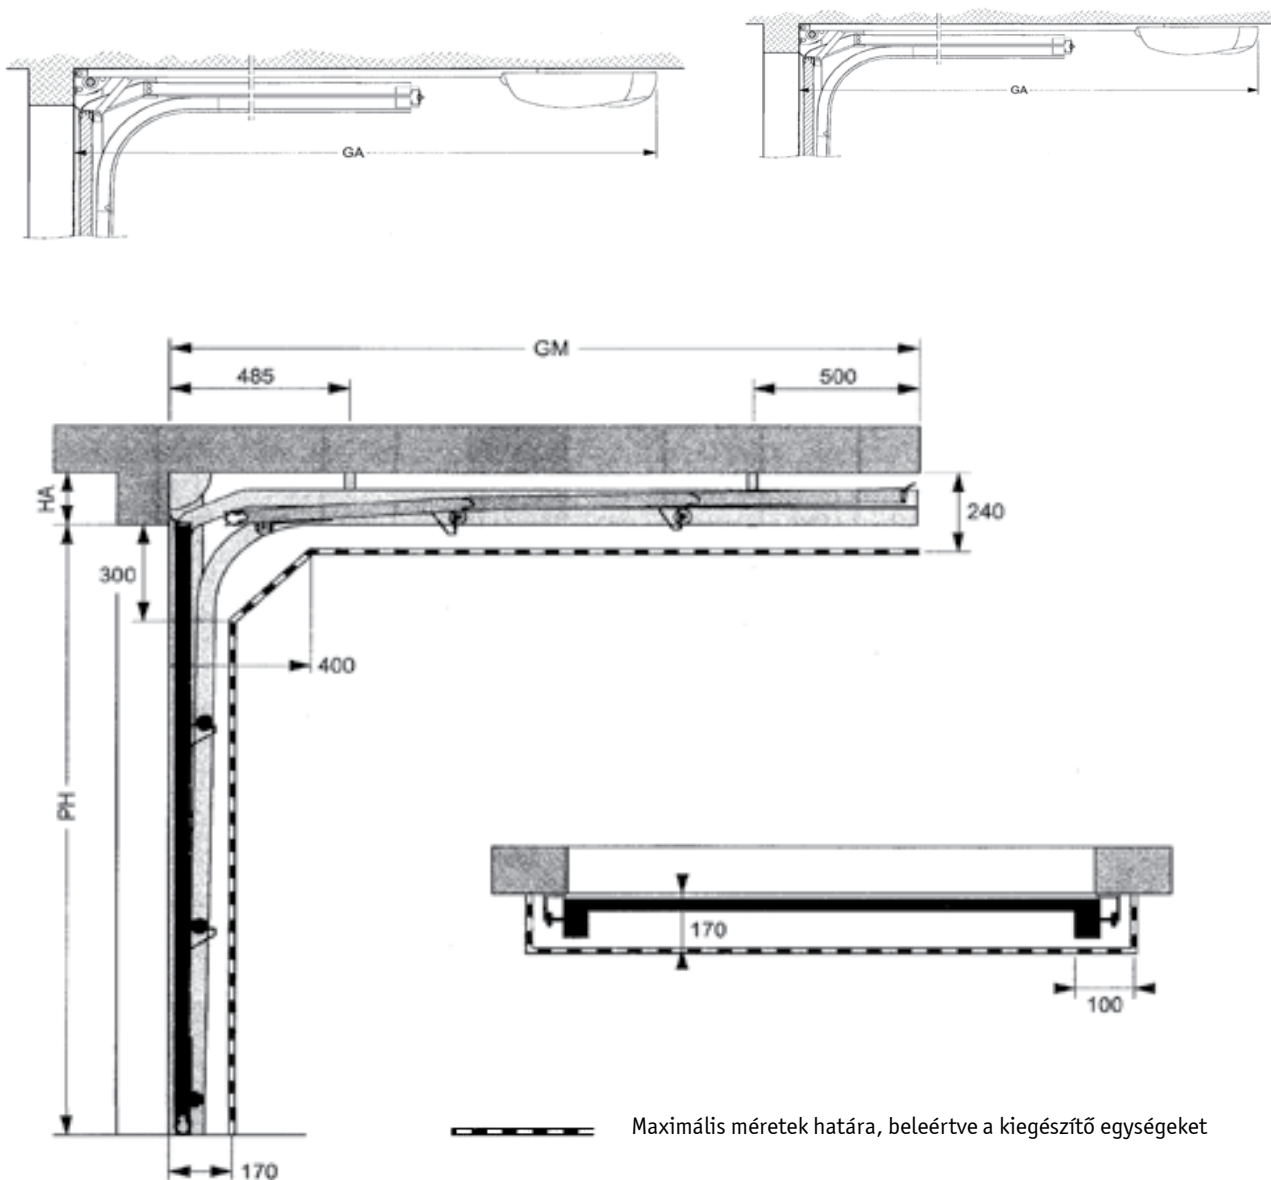 GA
GA
GM
485
500
HA
240
300
400
PH
170
100
Maximális méretek határa, beleértve a kiegészítő egységeket
170